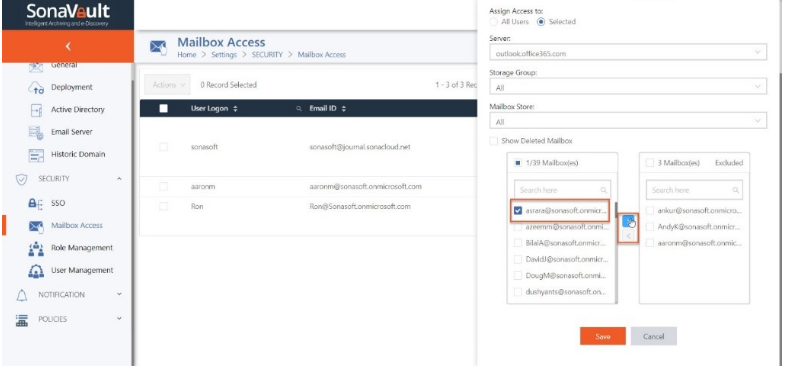 SonaVault
Intelligent Archiving and e-Discovery
General
Deployment
Active Directory
Email Server
Historic Domain
SECURITY
SSO
Mailbox Access
Role Management
User Management
NOTIFICATION
POLICIES
Mailbox Access
Home > Settings > SECURITY > Mailbox Access
Actions 0 Record Selected 1 - 3 of 3 Rec
User Logon Email ID
sonasoft sonasoft@journal.sonacloud.net
aaronm aaronm@sonasoft.onmicrosoft.com
Ron Ron@Sonasoft.onmicrosoft.com
Assign Access to:
All Users Selected
Server:
outlook.office365.com
Storage Group:
All
Mailbox Store:
All
Show Deleted Mailbox
1/39 Mailbox(es)
Search here
asrara@sonasoft.onmicr...
azeemm@sonasoft.onmi...
BilalA@sonasoft.onmicr...
DavidJ@sonasoft.onmicr...
DougM@sonasoft.onmi...
dushyants@sonasoft.on...
3 Mailbox(es) Excluded
Search here
ankur@sonasoft.onmicro...
AndyK@sonasoft.onmicr...
aaronm@sonasoft.onmic...
Save Cancel